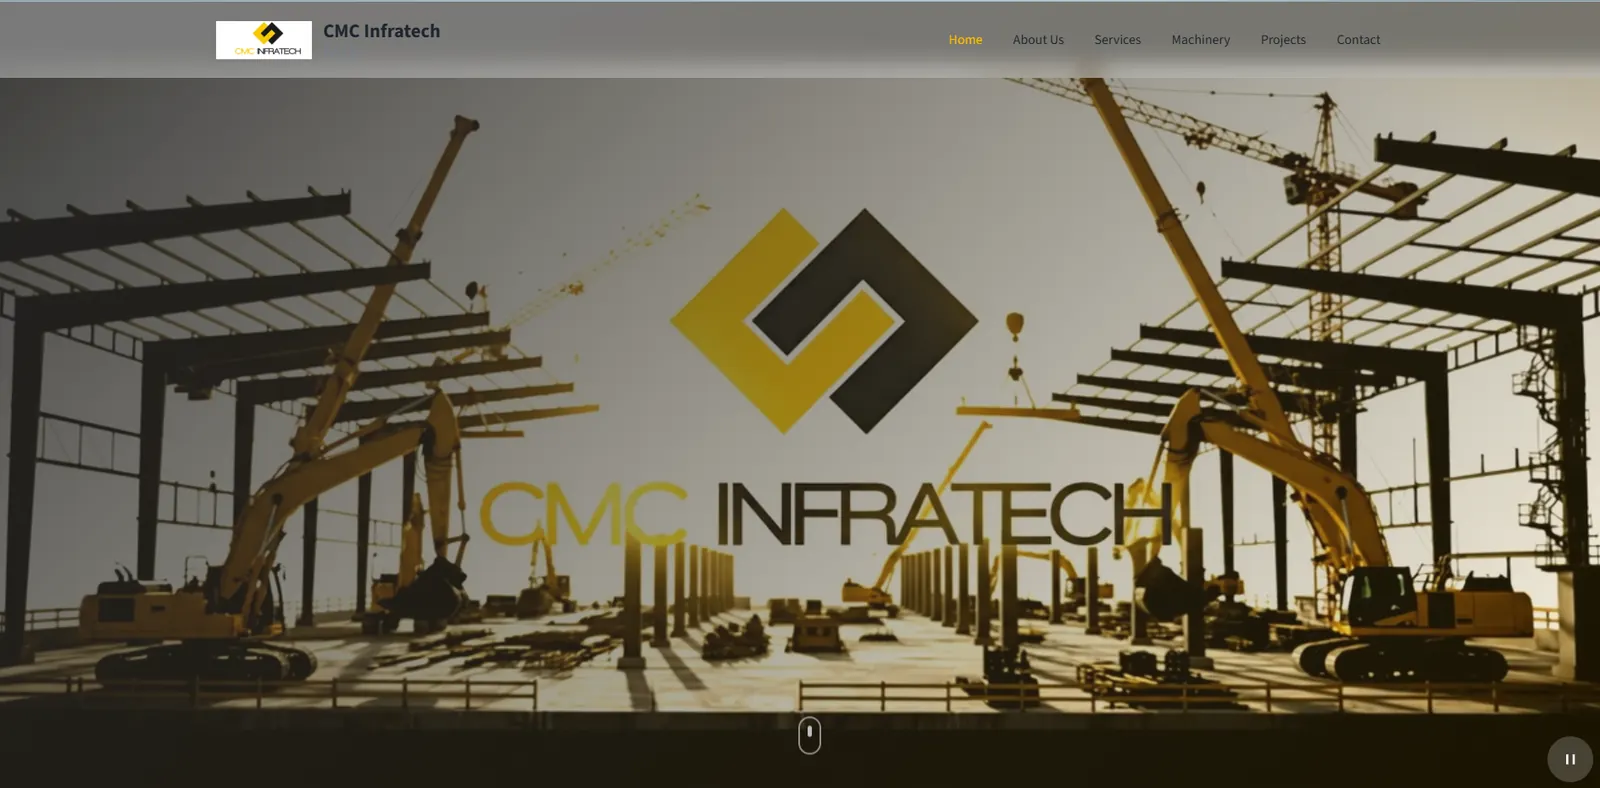 CMC INFRATECH
CMC Infratech
Home
About Us
Services
Machinery
Projects
Contact
CMC INFRATECH